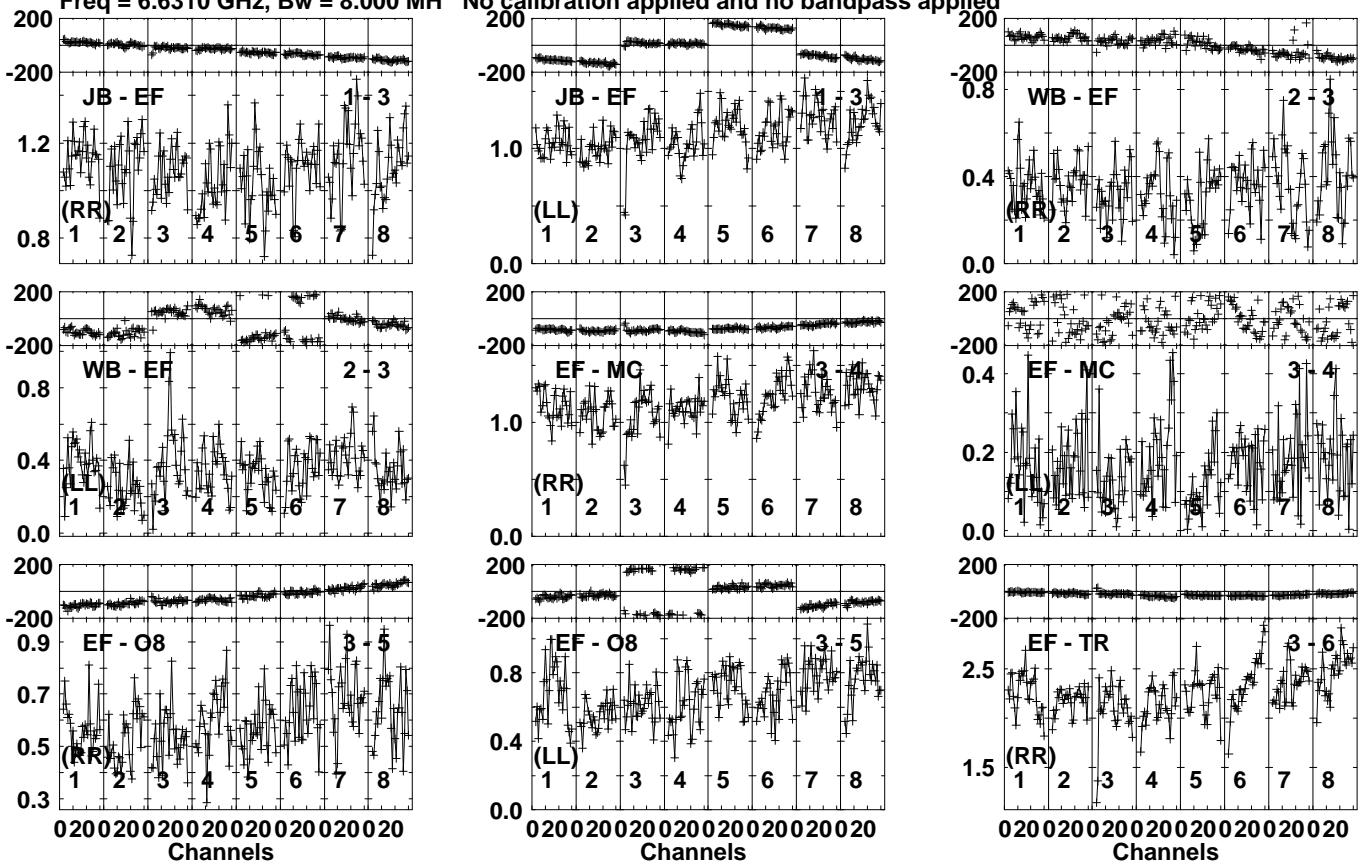 Freq = 6.6310 GHz, Bw = 8.000 MH No calibration applied and no bandpass applied
200
-200
JB - EF 1 - 3
1.2
0.8
(RR)
1 2 3 4 5 6 7 8
200
-200
JB - EF 1 - 3
1.0
0.0
(LL)
1 2 3 4 5 6 7 8
200
-200
WB - EF 2 - 3
0.8
0.4
0.0
(RR)
1 2 3 4 5 6 7 8
200
-200
WB - EF 2 - 3
0.8
0.4
0.0
(LL)
1 2 3 4 5 6 7 8
200
-200
EF - MC 3 - 4
1.0
0.0
(RR)
1 2 3 4 5 6 7 8
200
-200
EF - MC 3 - 4
0.4
0.2
0.0
(LL)
1 2 3 4 5 6 7 8
200
-200
EF - O8 3 - 5
0.9
0.7
0.5
0.3
(RR)
1 2 3 4 5 6 7 8
0 20 0 20 0 20 0 20 0 20 0 20 0 20 0 20
Channels
200
-200
EF - O8 3 - 5
0.8
0.4
0.0
(LL)
1 2 3 4 5 6 7 8
0 20 0 20 0 20 0 20 0 20 0 20 0 20 0 20
Channels
200
-200
EF - TR 3 - 6
2.5
1.5
(RR)
1 2 3 4 5 6 7 8
0 20 0 20 0 20 0 20 0 20 0 20 0 20 0 20
Channels